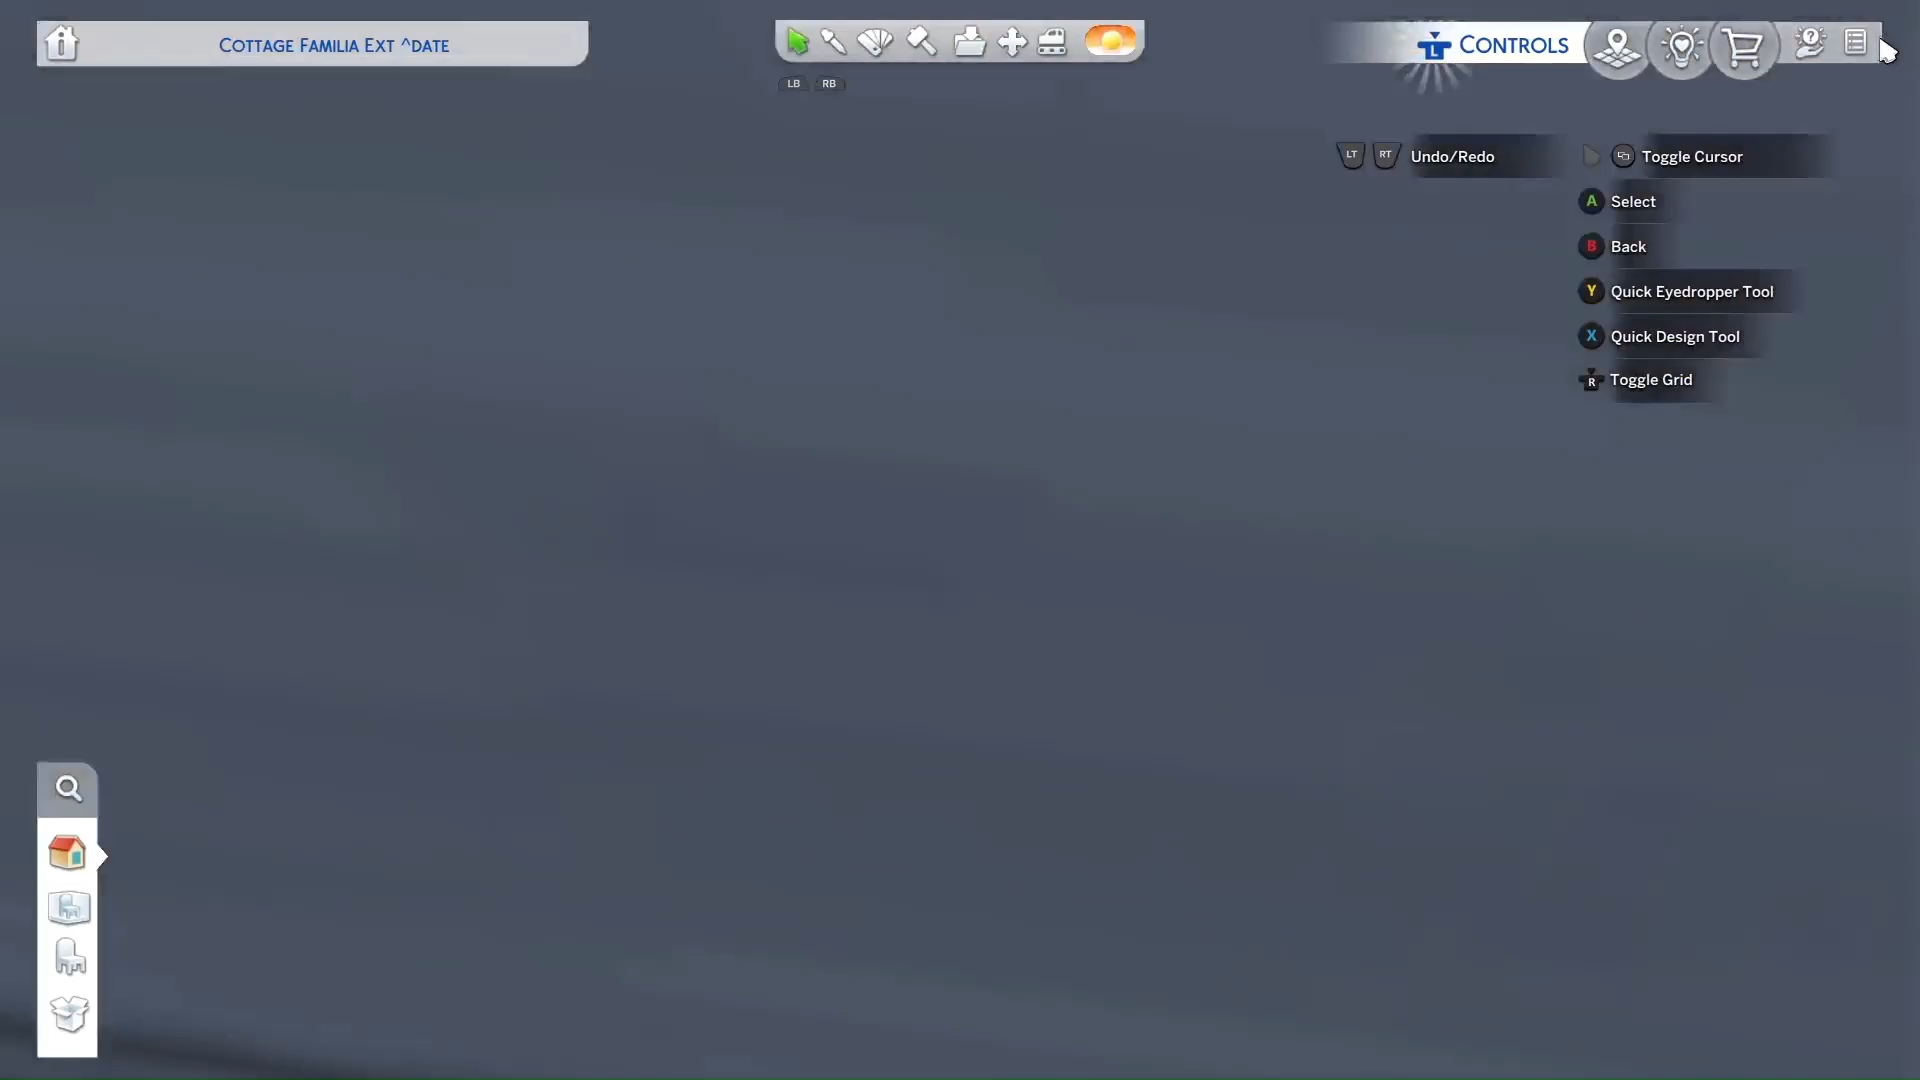 Cottage Familia Ext ^date
LB RB
L Controls
LT RT Undo/Redo
Toggle Cursor
A Select
B Back
Y Quick Eyedropper Tool
X Quick Design Tool
R Toggle Grid